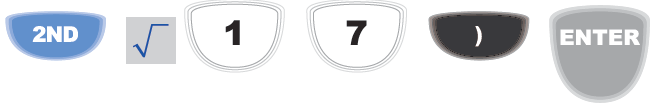 2ND √ 1 7 ) ENTER